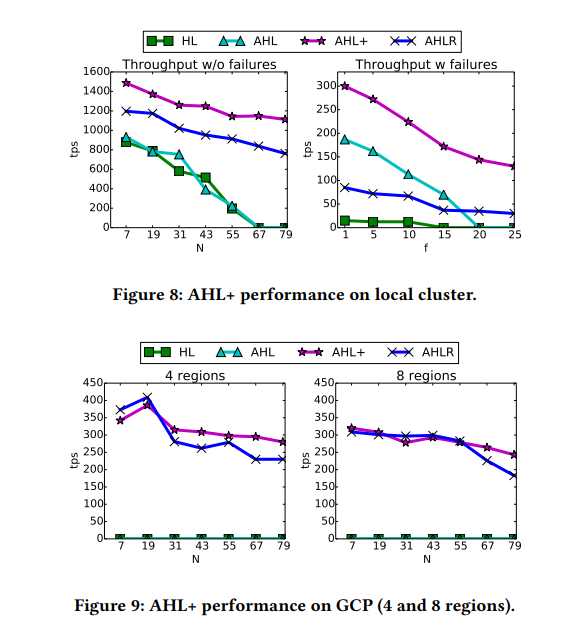 HL AHL AHL+ AHLR
Throughput w/o failures
1600
1400
1200
1000
800
600
400
200
0
tps
7 19 31 43 55 67 79
N
Throughput w failures
300
250
200
150
100
50
0
tps
1 5 10 15 20 25
f
Figure 8: AHL+ performance on local cluster.
HL AHL AHL+ AHLR
4 regions
450
400
350
300
250
200
150
100
50
0
tps
7 19 31 43 55 67 79
N
8 regions
450
400
350
300
250
200
150
100
50
0
tps
7 19 31 43 55 67 79
N
Figure 9: AHL+ performance on GCP (4 and 8 regions).